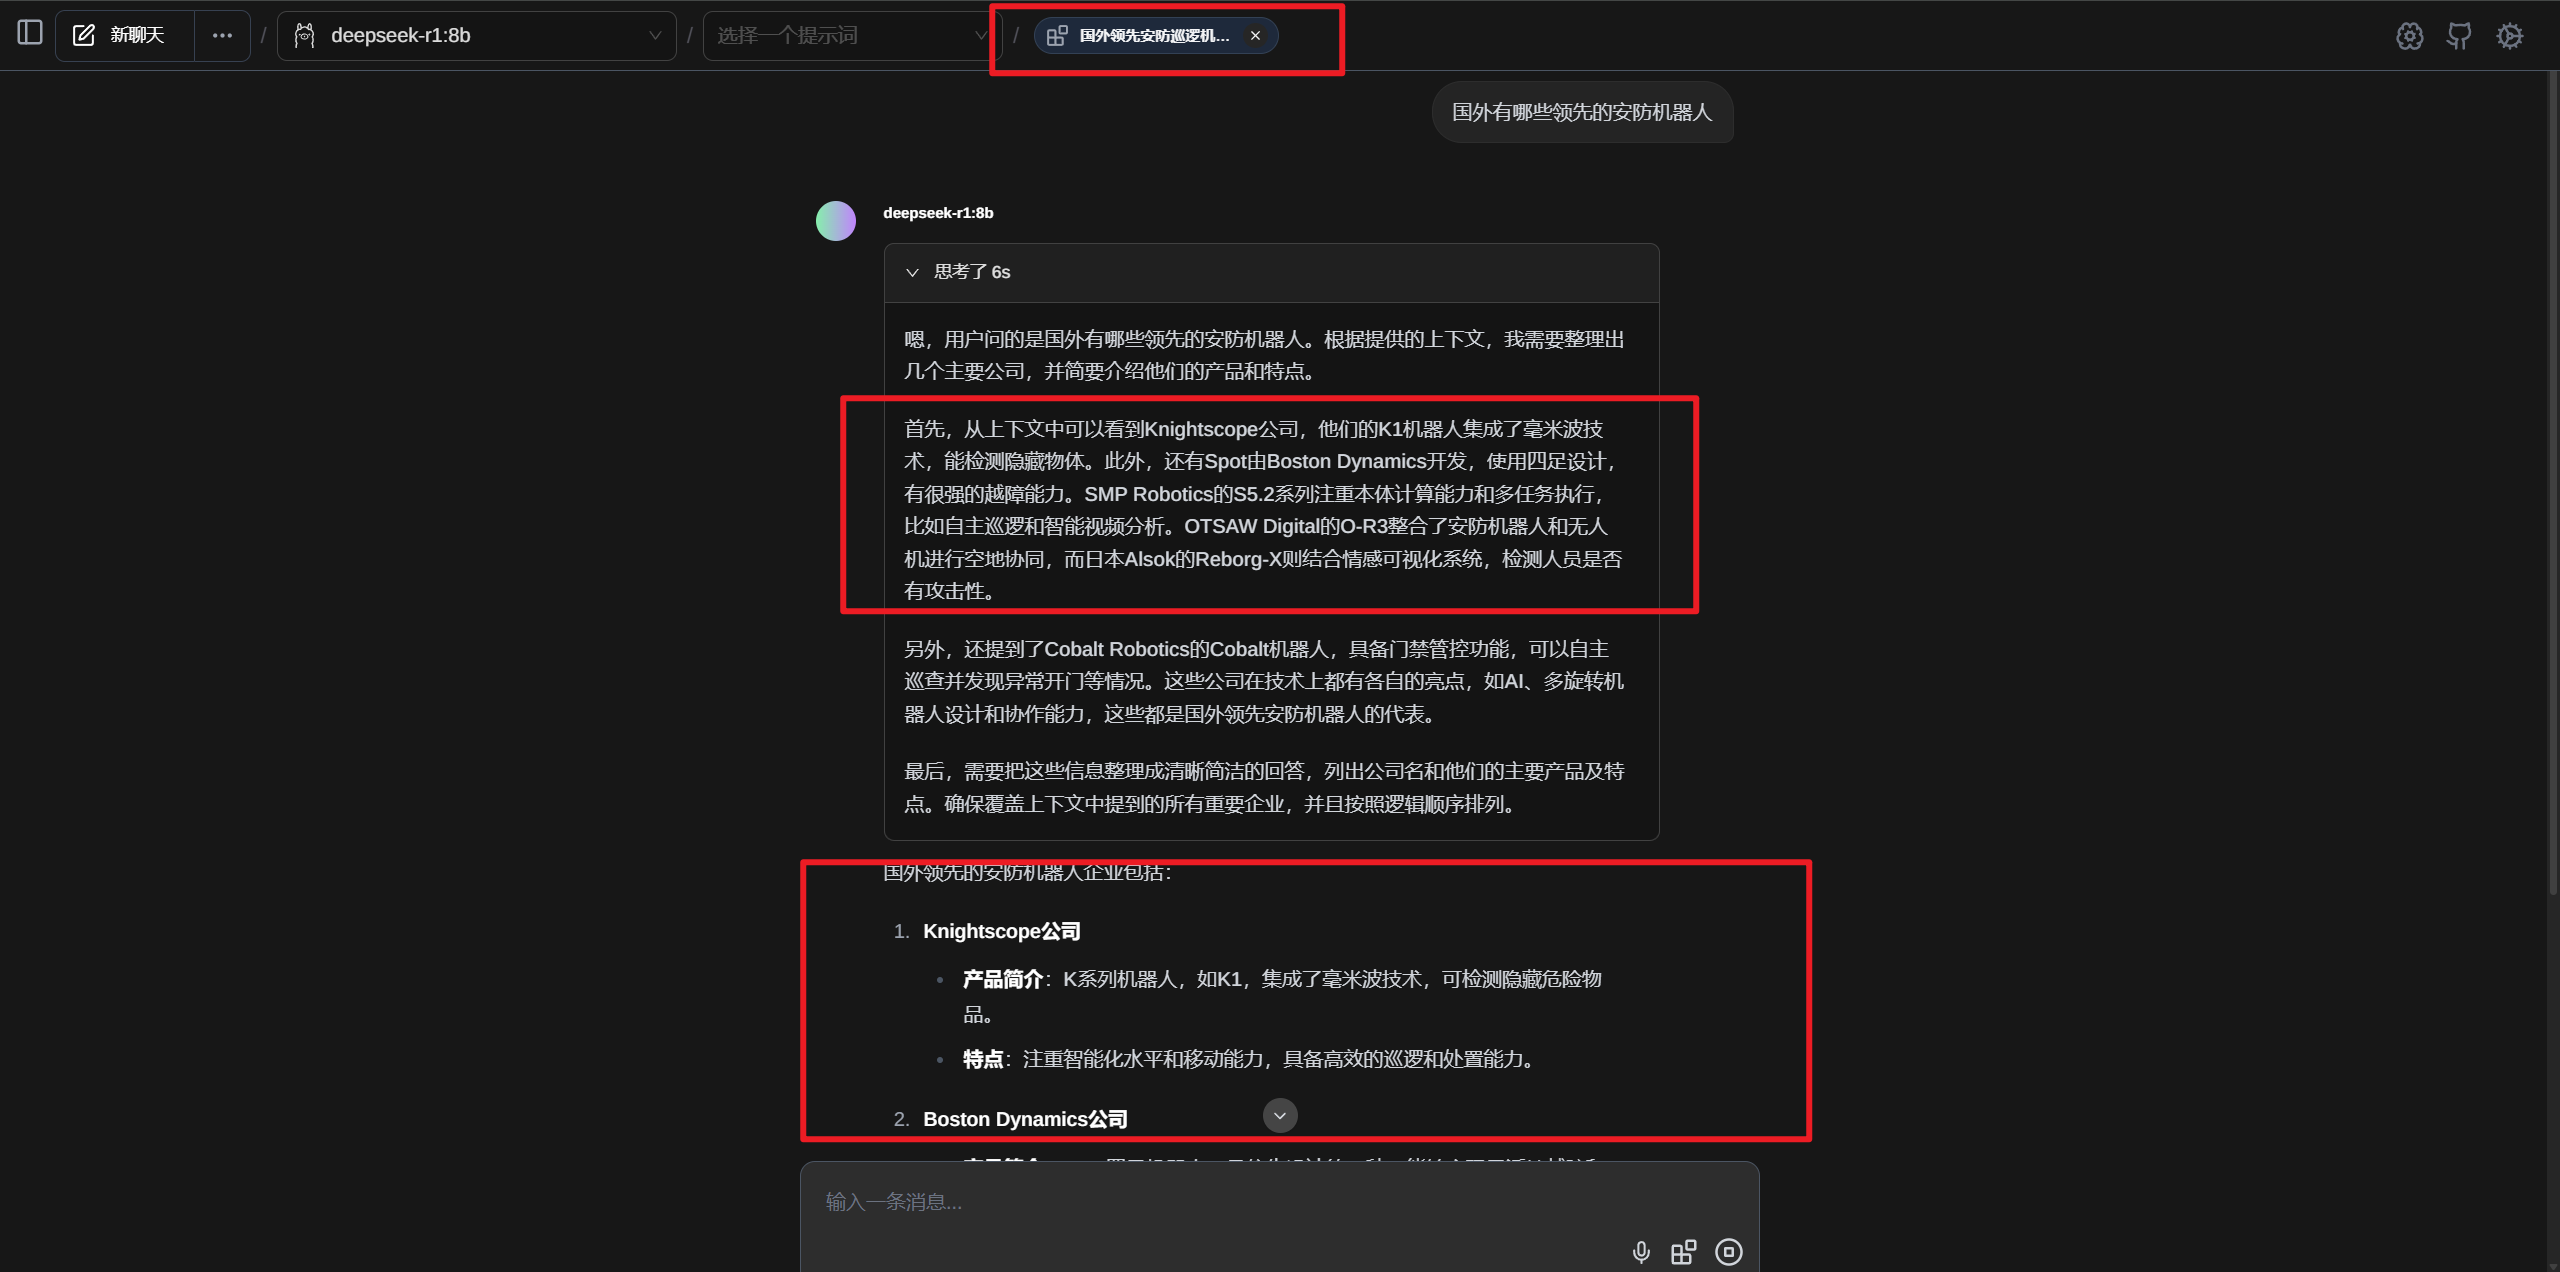 新聊天
deepseek-r1:8b
选择一个提示词
国外领先安防巡逻机...
国外有哪些领先的安防机器人
deepseek-r1:8b
思考了 6s
嗯，用户问的是国外有哪些领先的安防机器人。根据提供的上下文，我需要整理出
几个主要公司，并简要介绍他们的产品和特点。
首先，从上下文中可以看到Knightscope公司，他们的K1机器人集成了毫米波技
术，能检测隐藏物体。此外，还有Spot由Boston Dynamics开发，使用四足设计，
有很强的越障能力。SMP Robotics的S5.2系列注重本体计算能力和多任务执行，
比如自主巡逻和智能视频分析。OTSAW Digital的O-R3整合了安防机器人和无人
机进行空地协同，而日本Alsok的Reborg-X则结合情感可视化系统，检测人员是否
有攻击性。
另外，还提到了Cobalt Robotics的Cobalt机器人，具备门禁管控功能，可以自主
巡查并发现异常开门等情况。这些公司在技术上都有各自的亮点，如AI、多旋转机
器人设计和协作能力，这些都是国外领先安防机器人的代表。
最后，需要把这些信息整理成清晰简洁的回答，列出公司名和他们的主要产品及特
点。确保覆盖上下文中提到的所有重要企业，并且按照逻辑顺序排列。
国外领先的安防机器人企业包括：
1. Knightscope公司
• 产品简介：K系列机器人，如K1，集成了毫米波技术，可检测隐藏危险物
品。
• 特点：注重智能化水平和移动能力，具备高效的巡逻和处置能力。
2. Boston Dynamics公司
输入一条消息...